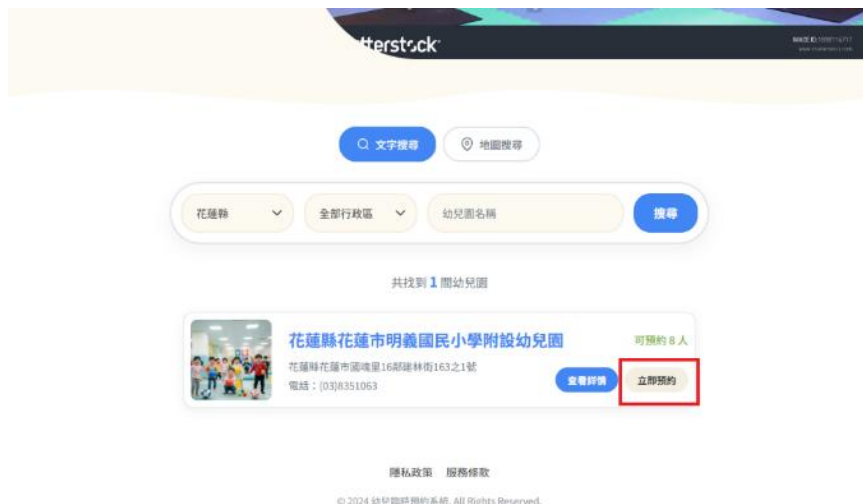 tterstock
文字搜尋
地圖搜尋
花蓮縣
全部行政區
幼兒園名稱
搜尋
共找到 1 間幼兒園
花蓮縣花蓮市明義國民小學附設幼兒園
可預約 8 人
花蓮縣花蓮市國魂里16鄰建林街163之1號
電話：(03)8351063
查看詳情
立即預約
隱私政策 服務條款
© 2024 幼兒臨時預約系統. All Rights Reserved.